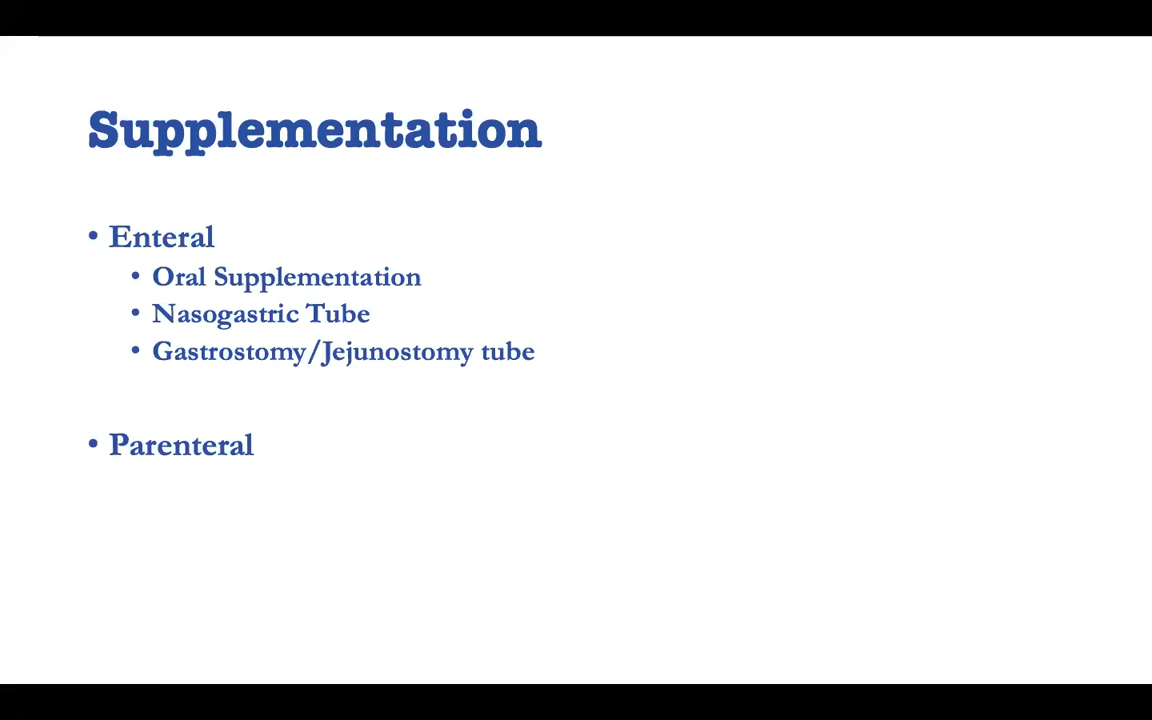 Supplementation
• Enteral
• Oral Supplementation
• Nasogastric Tube
• Gastrostomy/Jejunostomy tube
• Parenteral